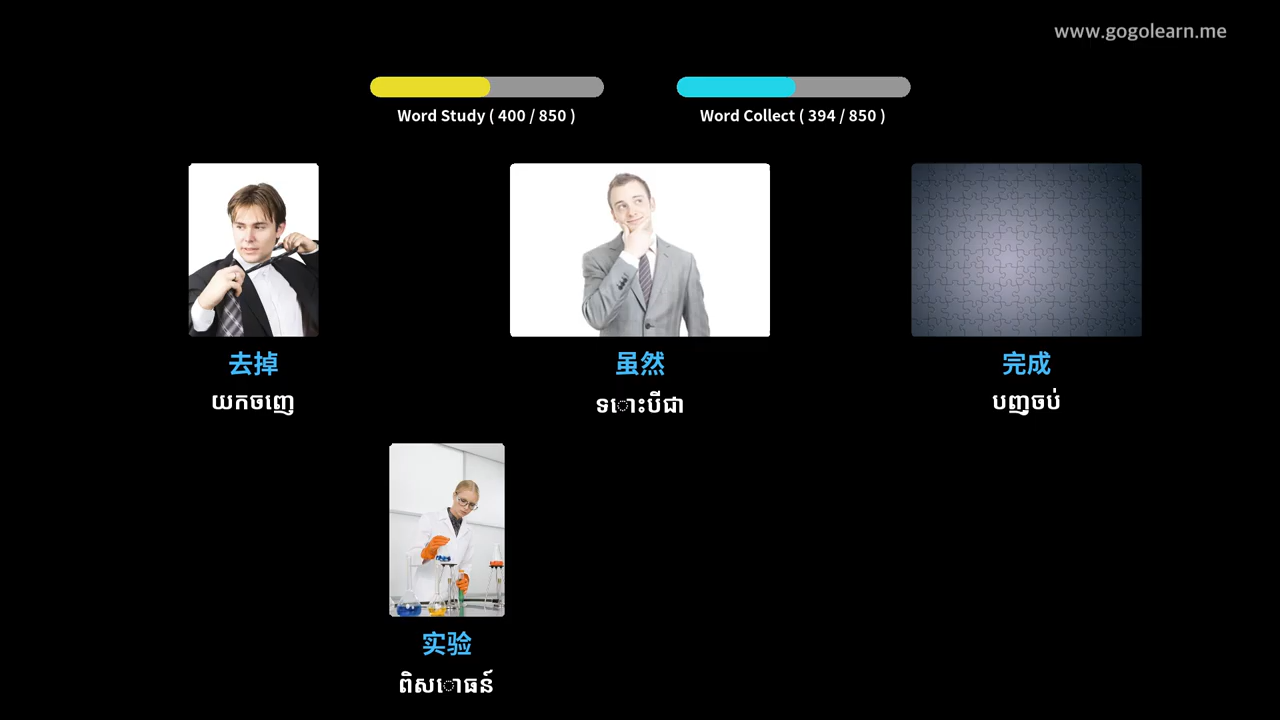 www.gogolearn.me
Word Study ( 400 / 850 )
Word Collect ( 394 / 850 )
去掉
虽然
完成
យកចេញ
ទោះបីជា
បញ្ចប់
实验
ពិសោធន៍